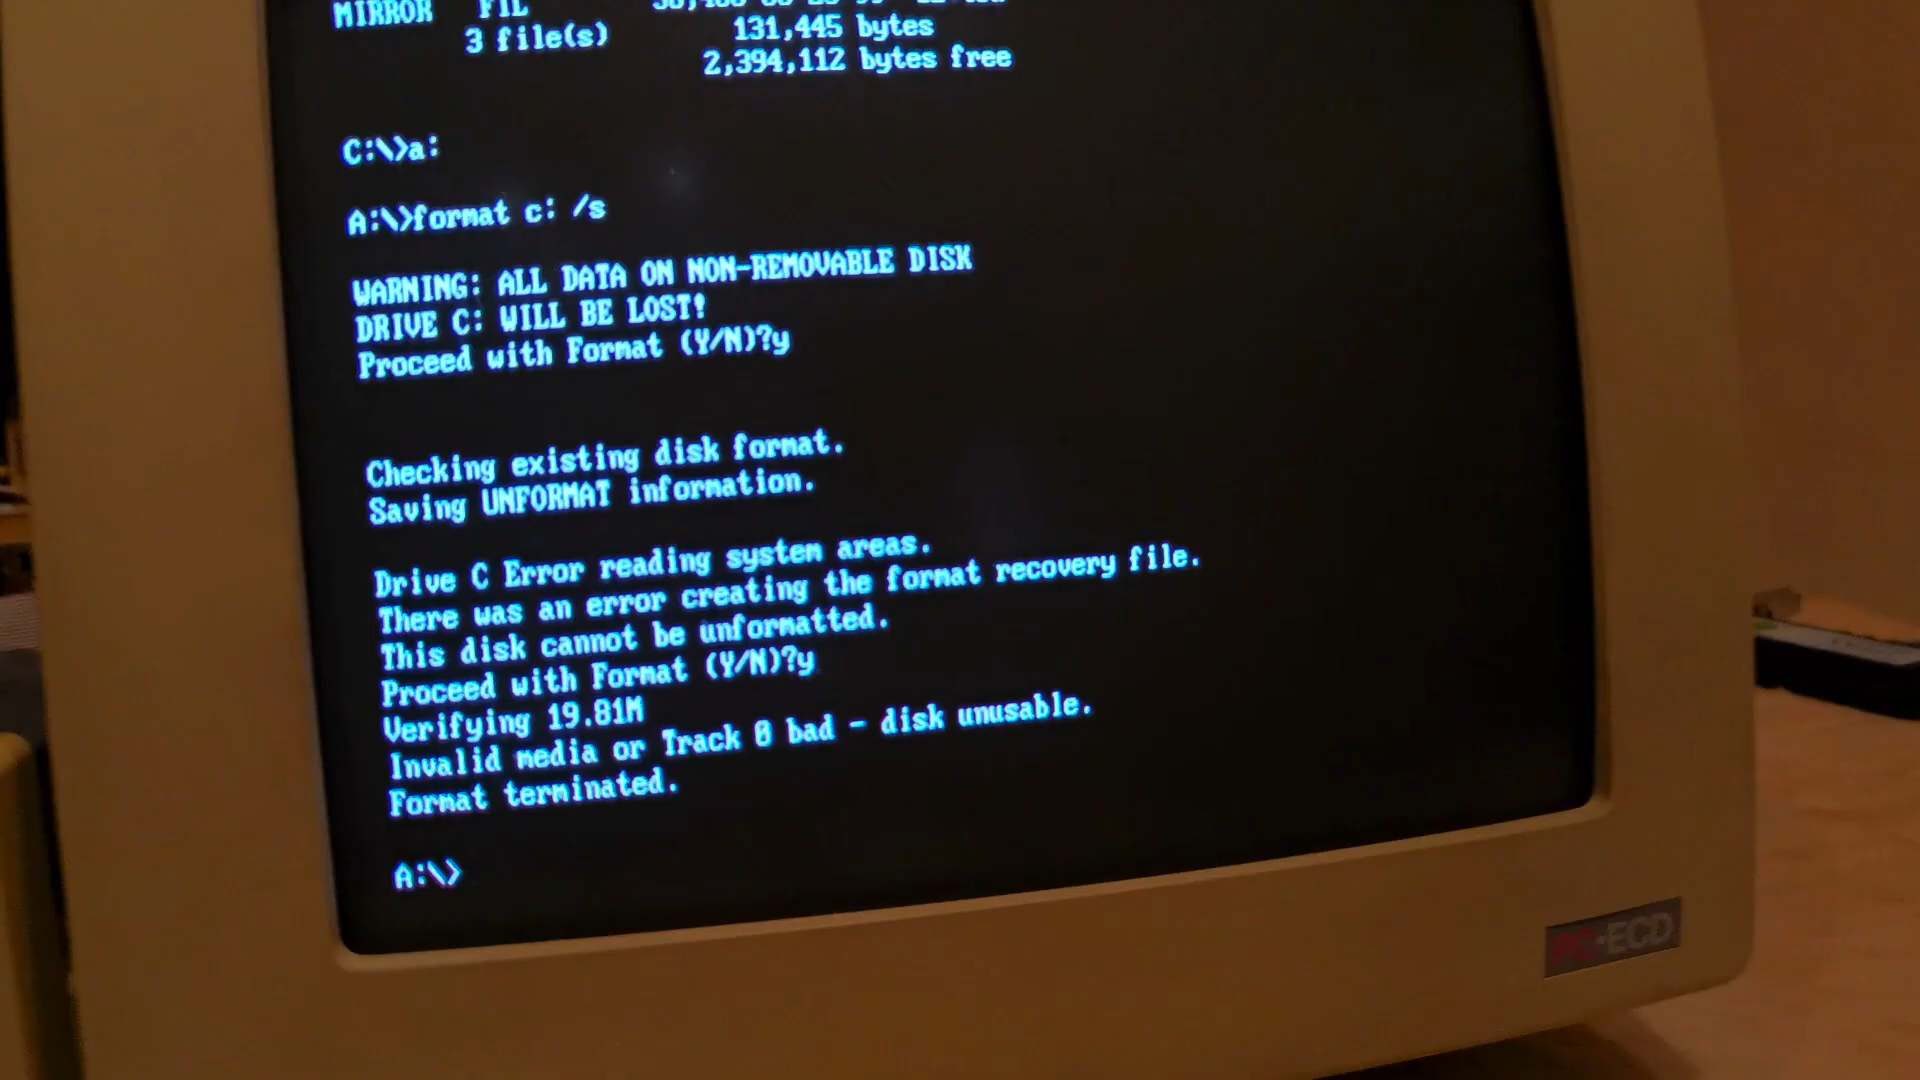 MIRROR FIL
3 file(s) 131,445 bytes
2,394,112 bytes free
C:\>a:
A:\>format c: /s
WARNING: ALL DATA ON NON-REMOVABLE DISK
DRIVE C: WILL BE LOST!
Proceed with Format (Y/N)?y
Checking existing disk format.
Saving UNFORMAT information.
Drive C Error reading system areas.
There was an error creating the format recovery file.
This disk cannot be unformatted.
Proceed with Format (Y/N)?y
Verifying 19.81M
Invalid media or Track 0 bad - disk unusable.
Format terminated.
A:\>
PC·ECD